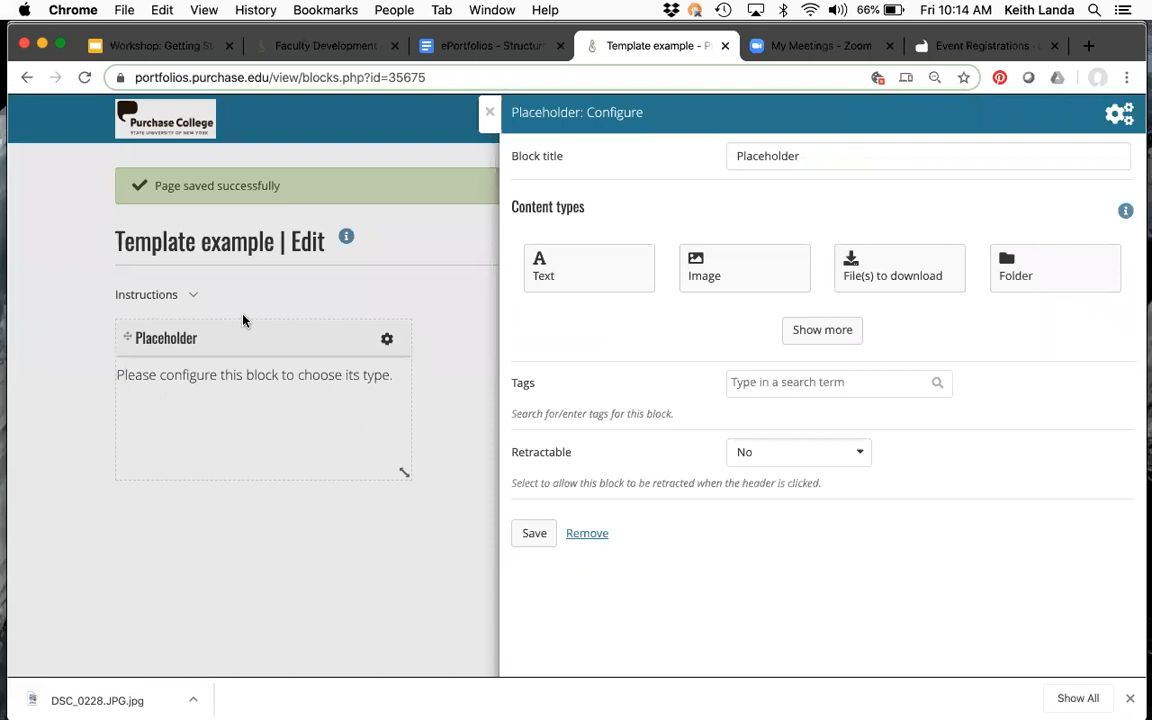 Chrome File Edit View History Bookmarks People Tab Window Help 66% Fri 10:14 AM Keith Landa
Workshop: Getting St Faculty Development ePortfolios - Structur Template example - P My Meetings - Zoom Event Registrations -
portfolios.purchase.edu/view/blocks.php?id=35675
Purchase College
STATE UNIVERSITY OF NEW YORK
Placeholder: Configure
Block title Placeholder
Page saved successfully
Content types
Template example | Edit
Text Image File(s) to download Folder
Instructions
Show more
Placeholder
Please configure this block to choose its type.
Tags Type in a search term
Search for/enter tags for this block.
Retractable No
Select to allow this block to be retracted when the header is clicked.
Save Remove
DSC_0228.JPG.jpg Show All